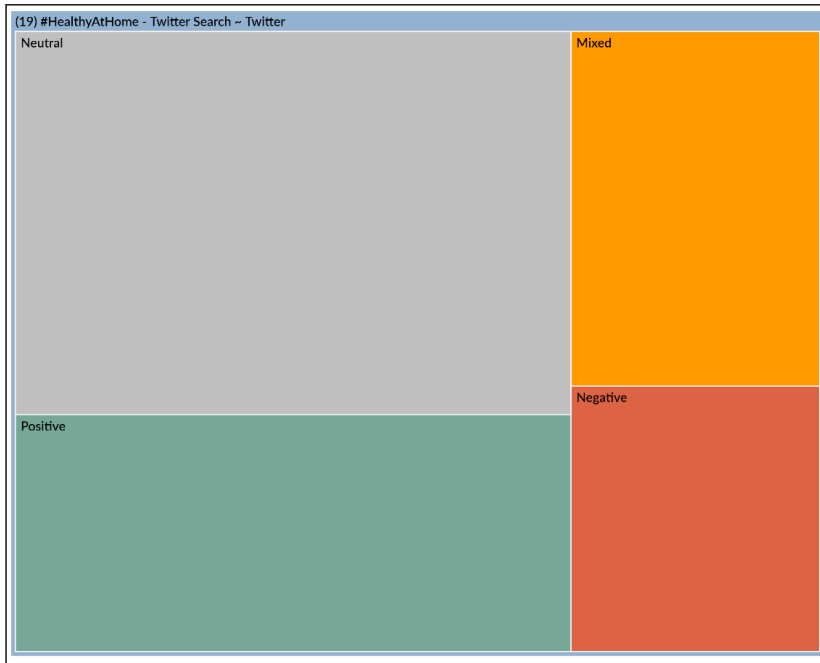 (19) #HealthyAtHome - Twitter Search ~ Twitter
Neutral
Mixed
Positive
Negative